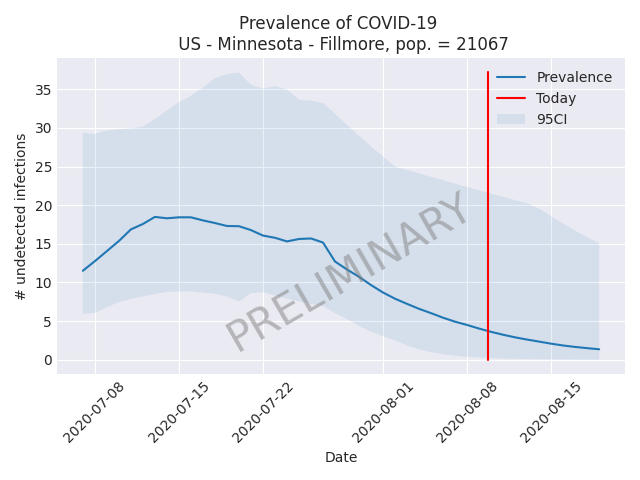 Prevalence of COVID-19
US - Minnesota - Fillmore, pop. = 21067
Prevalence
Today
95CI
# undetected infections
35
30
25
20
15
10
5
0
PRELIMINARY
2020-07-08
2020-07-15
2020-07-22
2020-08-01
2020-08-08
2020-08-15
Date